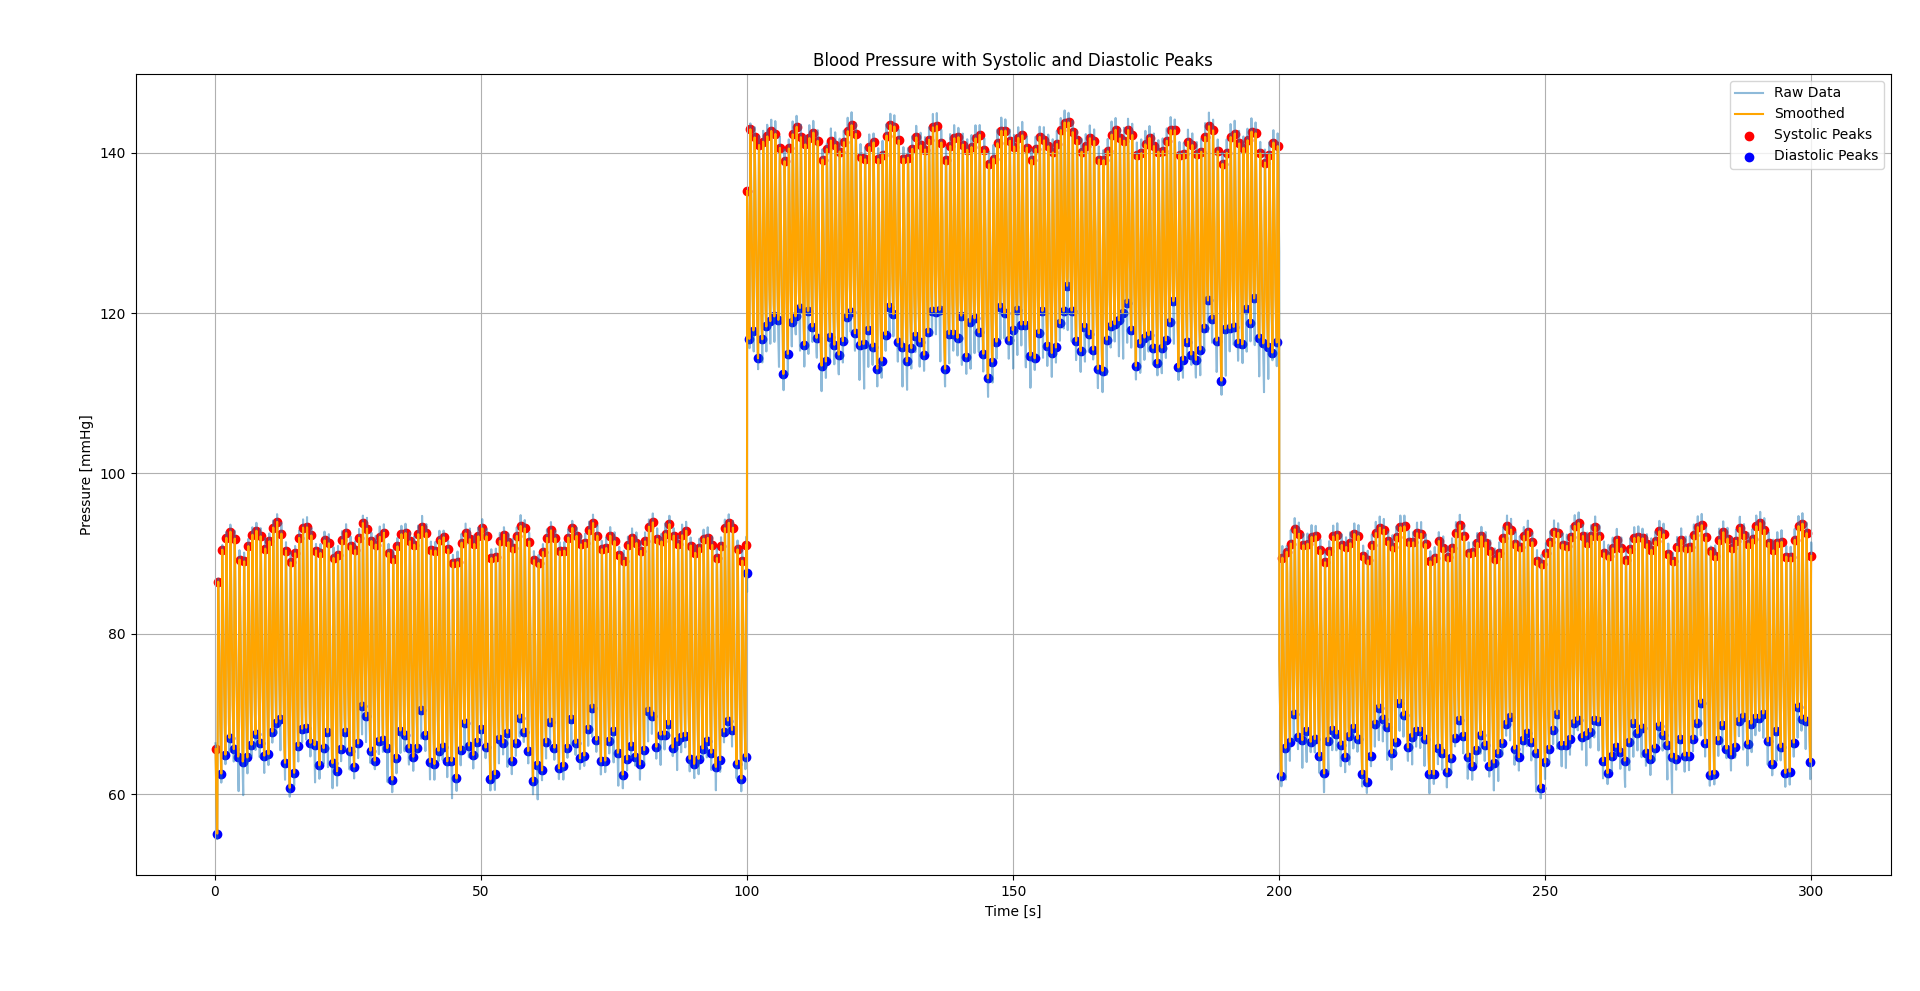 Blood Pressure with Systolic and Diastolic Peaks
Raw Data
Smoothed
Systolic Peaks
Diastolic Peaks
Pressure [mmHg]
140
120
100
80
60
0 50 100 150 200 250 300
Time [s]